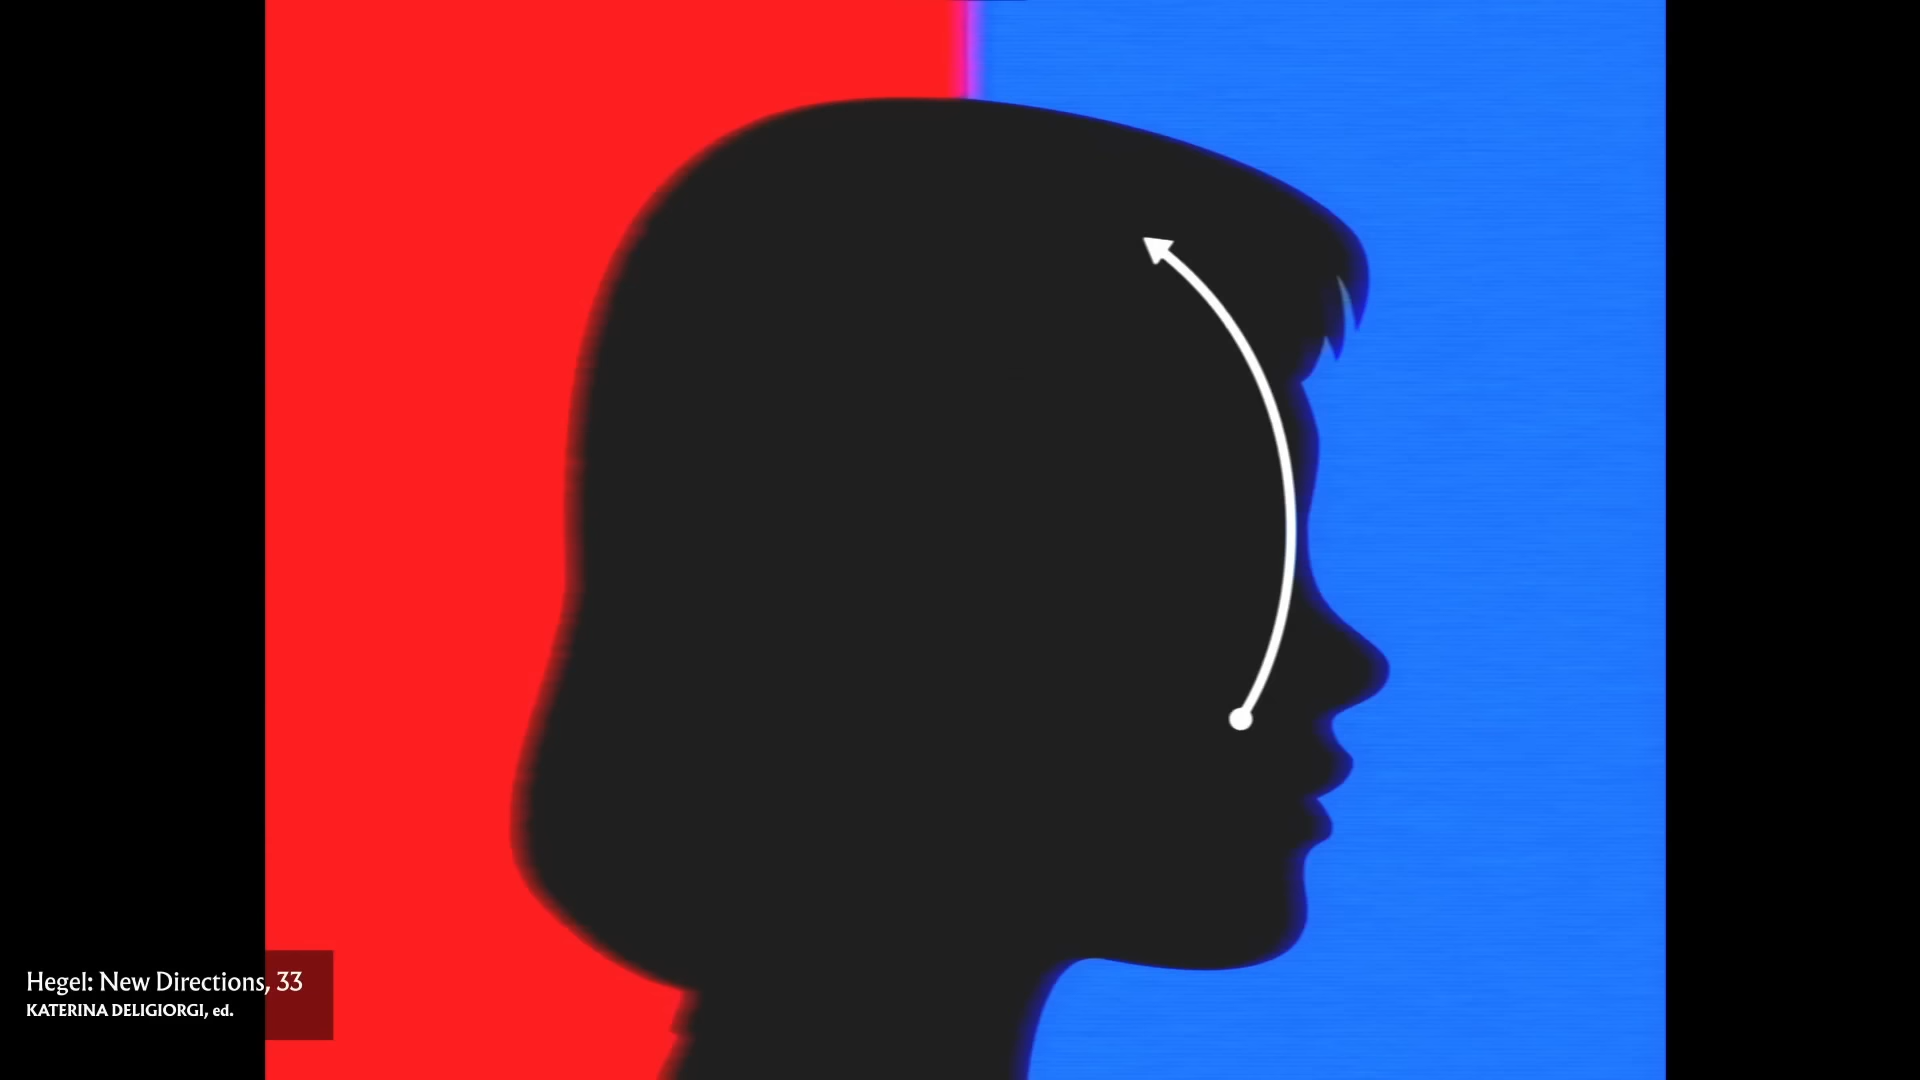 Hegel: New Directions, 33
KATERINA DELIGIORGI, ed.